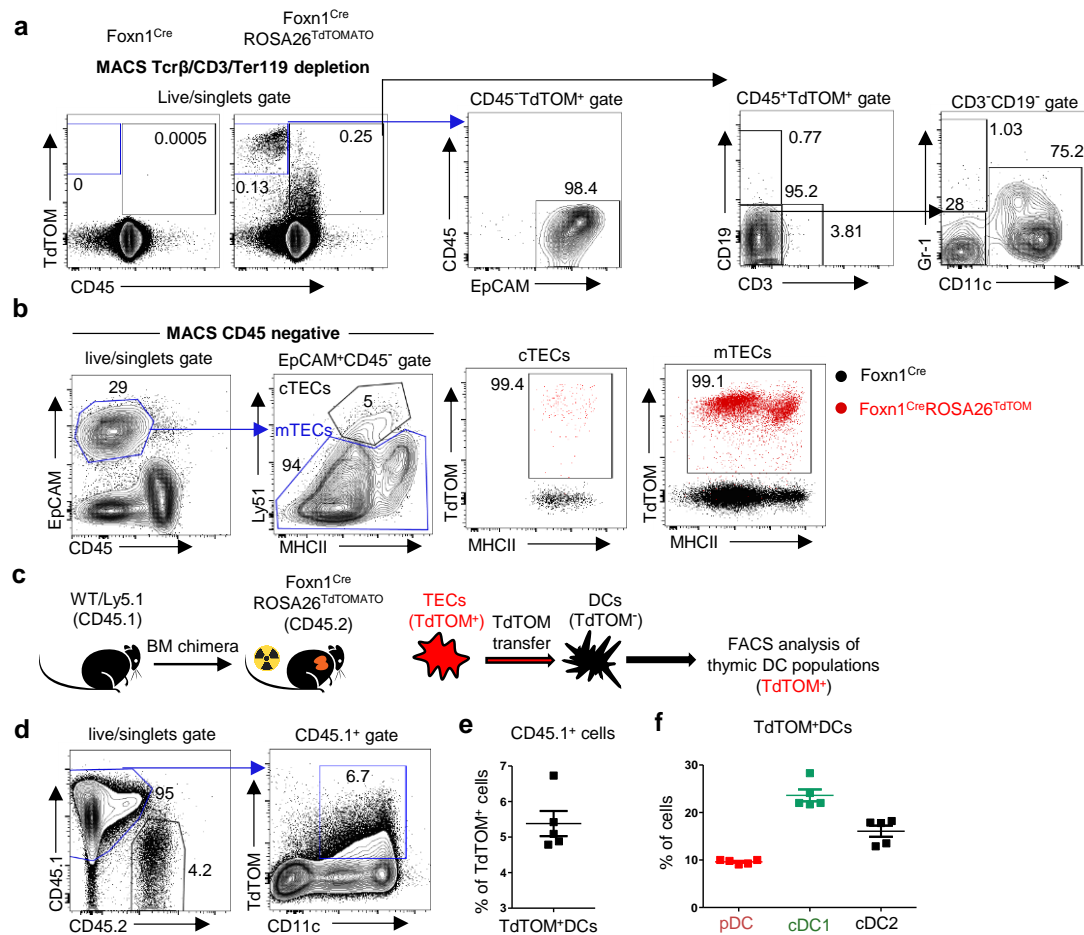 a
Foxn1Cre
Foxn1Cre
ROSA26TdTOMATO
MACS Tcrβ/CD3/Ter119 depletion
Live/singlets gate
CD45-TdTOM+ gate
CD45+TdTOM+ gate
CD3-CD19- gate
0.0005
0
0.25
0.13
98.4
0.77
95.2
3.81
1.03
75.2
28
TdTOM
CD45
CD45
EpCAM
CD19
CD3
Gr-1
CD11c
b
MACS CD45 negative
live/singlets gate
EpCAM+CD45- gate
cTECs
mTECs
29
cTECs
5
mTECs
94
99.4
99.1
Foxn1Cre
Foxn1CreROSA26TdTOM
EpCAM
CD45
Ly51
MHCII
TdTOM
MHCII
TdTOM
MHCII
c
WT/Ly5.1
(CD45.1)
BM chimera
Foxn1Cre
ROSA26TdTOMATO
(CD45.2)
TECs
(TdTOM+)
TdTOM
transfer
DCs
(TdTOM-)
FACS analysis of
thymic DC populations
(TdTOM+)
d
live/singlets gate
CD45.1+ gate
95
4.2
6.7
CD45.1
CD45.2
TdTOM
CD11c
e
CD45.1+ cells
% of TdTOM+ cells
7
6
5
4
3
TdTOM+DCs
f
TdTOM+DCs
% of cells
30
20
10
0
pDC
cDC1
cDC2